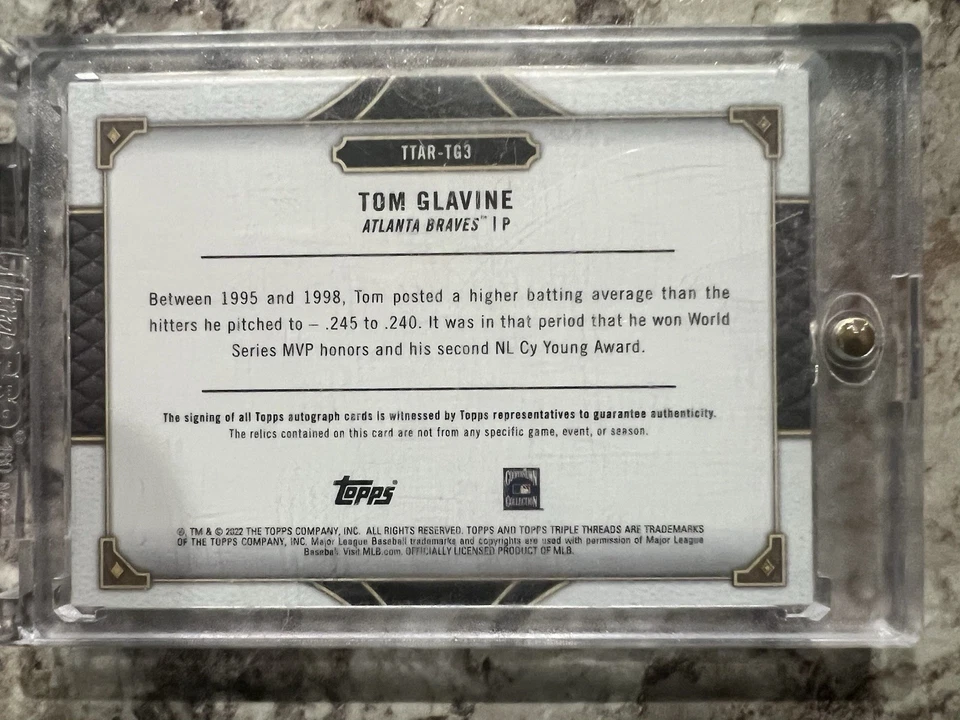 TTAR-TG3
TOM GLAVINE
ATLANTA BRAVES™ | P
Between 1995 and 1998, Tom posted a higher batting average than the
hitters he pitched to – .245 to .240. It was in that period that he won World
Series MVP honors and his second NL Cy Young Award.
The signing of all Topps autograph cards is witnessed by Topps representatives to guarantee authenticity.
The relics contained on this card are not from any specific game, event, or season.
topps®
COOPERSTOWN
COLLECTION
®, TM & © 2022 THE TOPPS COMPANY, INC. ALL RIGHTS RESERVED. TOPPS AND TOPPS TRIPLE THREADS ARE TRADEMARKS
OF THE TOPPS COMPANY, INC. Major League Baseball trademarks and copyrights are used with permission of Major League
Baseball. Visit MLB.com. OFFICIALLY LICENSED PRODUCT OF MLB.